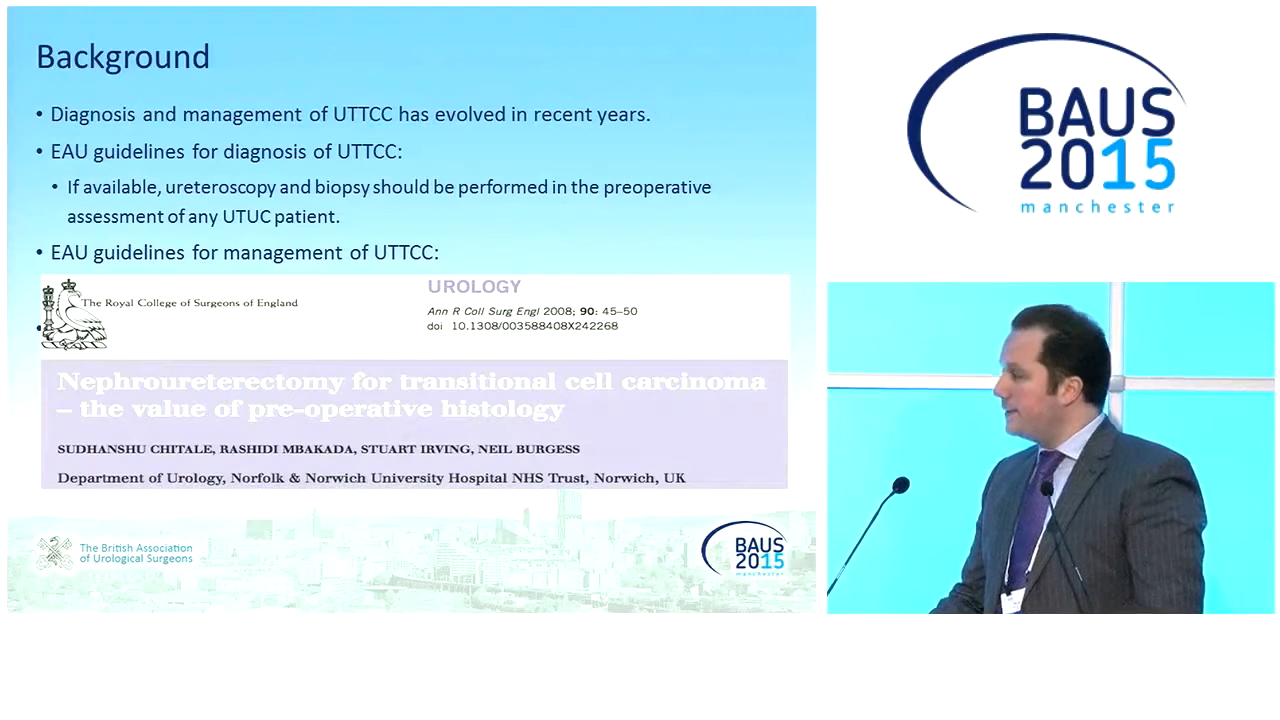 Background
• Diagnosis and management of UTTCC has evolved in recent years.
• EAU guidelines for diagnosis of UTTCC:
• If available, ureteroscopy and biopsy should be performed in the preoperative
assessment of any UTUC patient.
• EAU guidelines for management of UTTCC:
The Royal College of Surgeons of England
UROLOGY
Ann R Coll Surg Engl 2008; 90: 45–50
doi 10.1308/003588408X242268
Nephroureterectomy for transitional cell carcinoma
– the value of pre-operative histology
SUDHANSHU CHITALE, RASHIDI MBAKADA, STUART IRVING, NEIL BURGESS
Department of Urology, Norfolk & Norwich University Hospital NHS Trust, Norwich, UK
The British Association
of Urological Surgeons
BAUS
2015
manchester
BAUS
2015
manchester